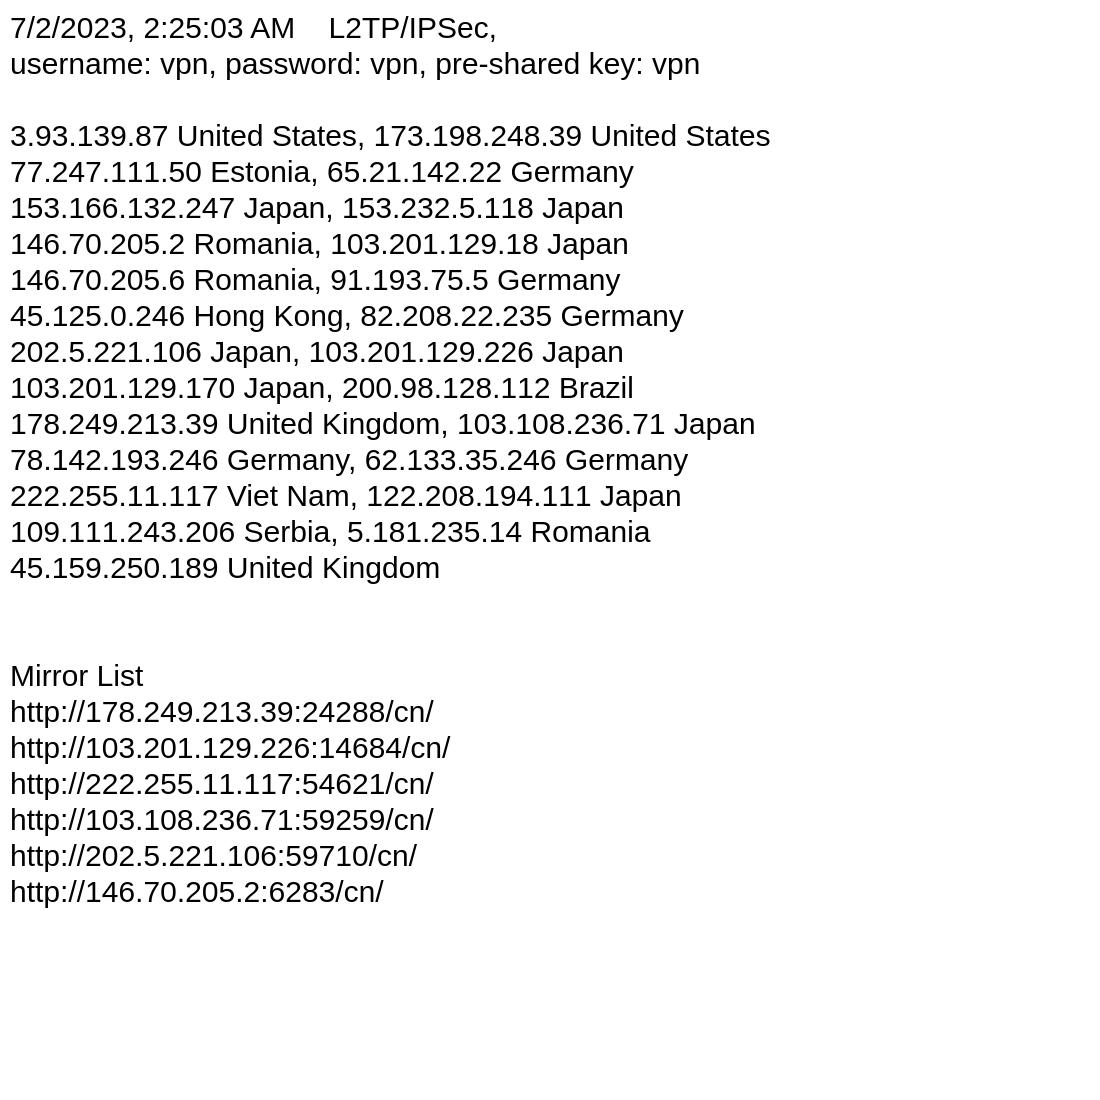 7/2/2023, 2:25:03 AM    L2TP/IPSec,
username: vpn, password: vpn, pre-shared key: vpn
3.93.139.87 United States, 173.198.248.39 United States
77.247.111.50 Estonia, 65.21.142.22 Germany
153.166.132.247 Japan, 153.232.5.118 Japan
146.70.205.2 Romania, 103.201.129.18 Japan
146.70.205.6 Romania, 91.193.75.5 Germany
45.125.0.246 Hong Kong, 82.208.22.235 Germany
202.5.221.106 Japan, 103.201.129.226 Japan
103.201.129.170 Japan, 200.98.128.112 Brazil
178.249.213.39 United Kingdom, 103.108.236.71 Japan
78.142.193.246 Germany, 62.133.35.246 Germany
222.255.11.117 Viet Nam, 122.208.194.111 Japan
109.111.243.206 Serbia, 5.181.235.14 Romania
45.159.250.189 United Kingdom
Mirror List
http://178.249.213.39:24288/cn/
http://103.201.129.226:14684/cn/
http://222.255.11.117:54621/cn/
http://103.108.236.71:59259/cn/
http://202.5.221.106:59710/cn/
http://146.70.205.2:6283/cn/